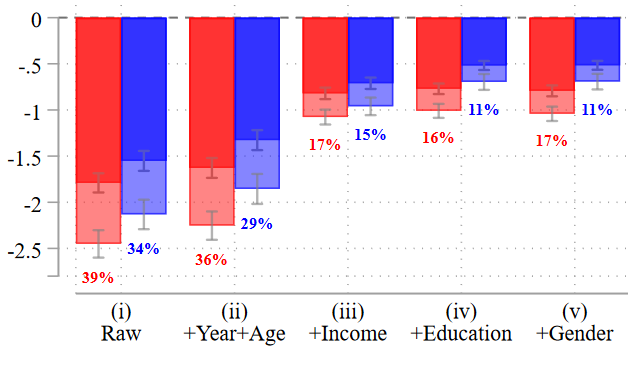 0
-.5
-1
-1.5
-2
-2.5
39%
34%
36%
29%
17%
15%
16%
11%
17%
11%
(i)
(ii)
(iii)
(iv)
(v)
Raw
+Year+Age
+Income
+Education
+Gender